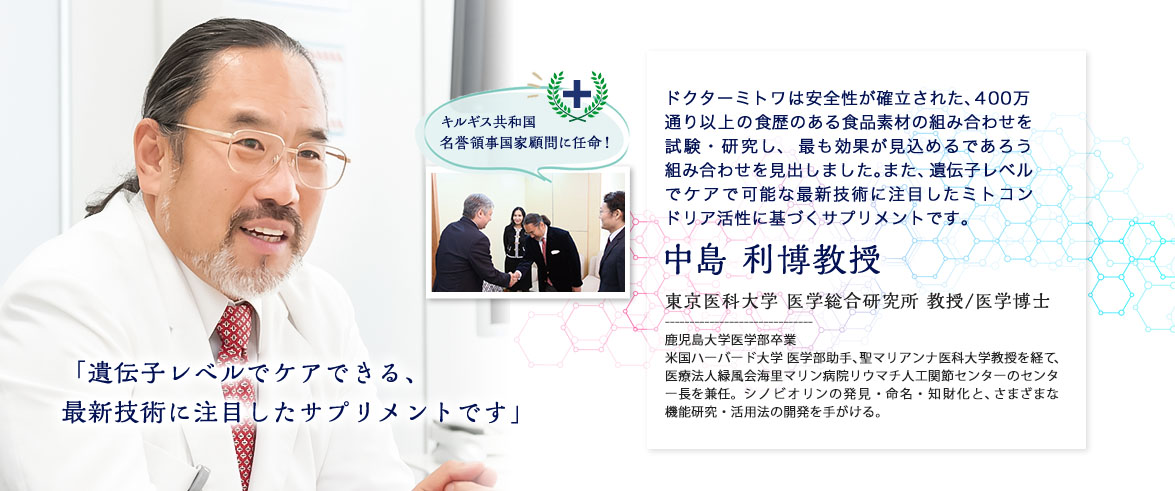 キルギス共和国
名誉領事国家顧問に任命!
ドクターミトワは安全性が確立された、400万
通り以上の食歴のある食品素材の組み合わせを
試験・研究し、 最も効果が見込めるであろう
組み合わせを見出しました。また、遺伝子レベル
でケアで可能な最新技術に注目したミトコン
ドリア活性に基づくサプリメントです。
中島 利博教授
東京医科大学 医学総合研究所 教授/医学博士
鹿児島大学医学部卒業
米国ハーバード大学 医学部助手、聖マリアンナ医科大学教授を経て、
医療法人緑風会海里マリン病院リウマチ人工関節センターのセンタ
ー長を兼任。シノビオリンの発見・命名・知財化と、さまざまな
機能研究・活用法の開発を手がける。
「遺伝子レベルでケアできる、
最新技術に注目したサプリメントです」